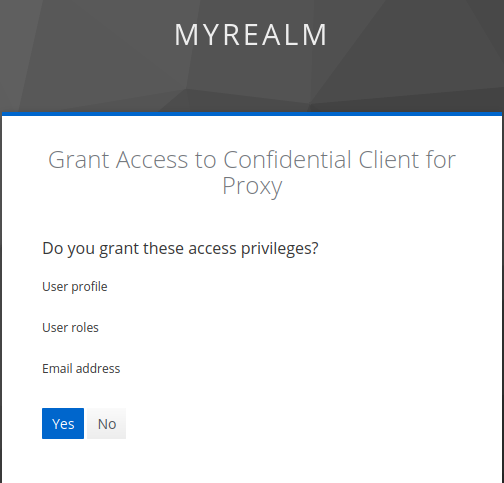 MYREALM
Grant Access to Confidential Client for
Proxy
Do you grant these access privileges?
User profile
User roles
Email address
Yes No